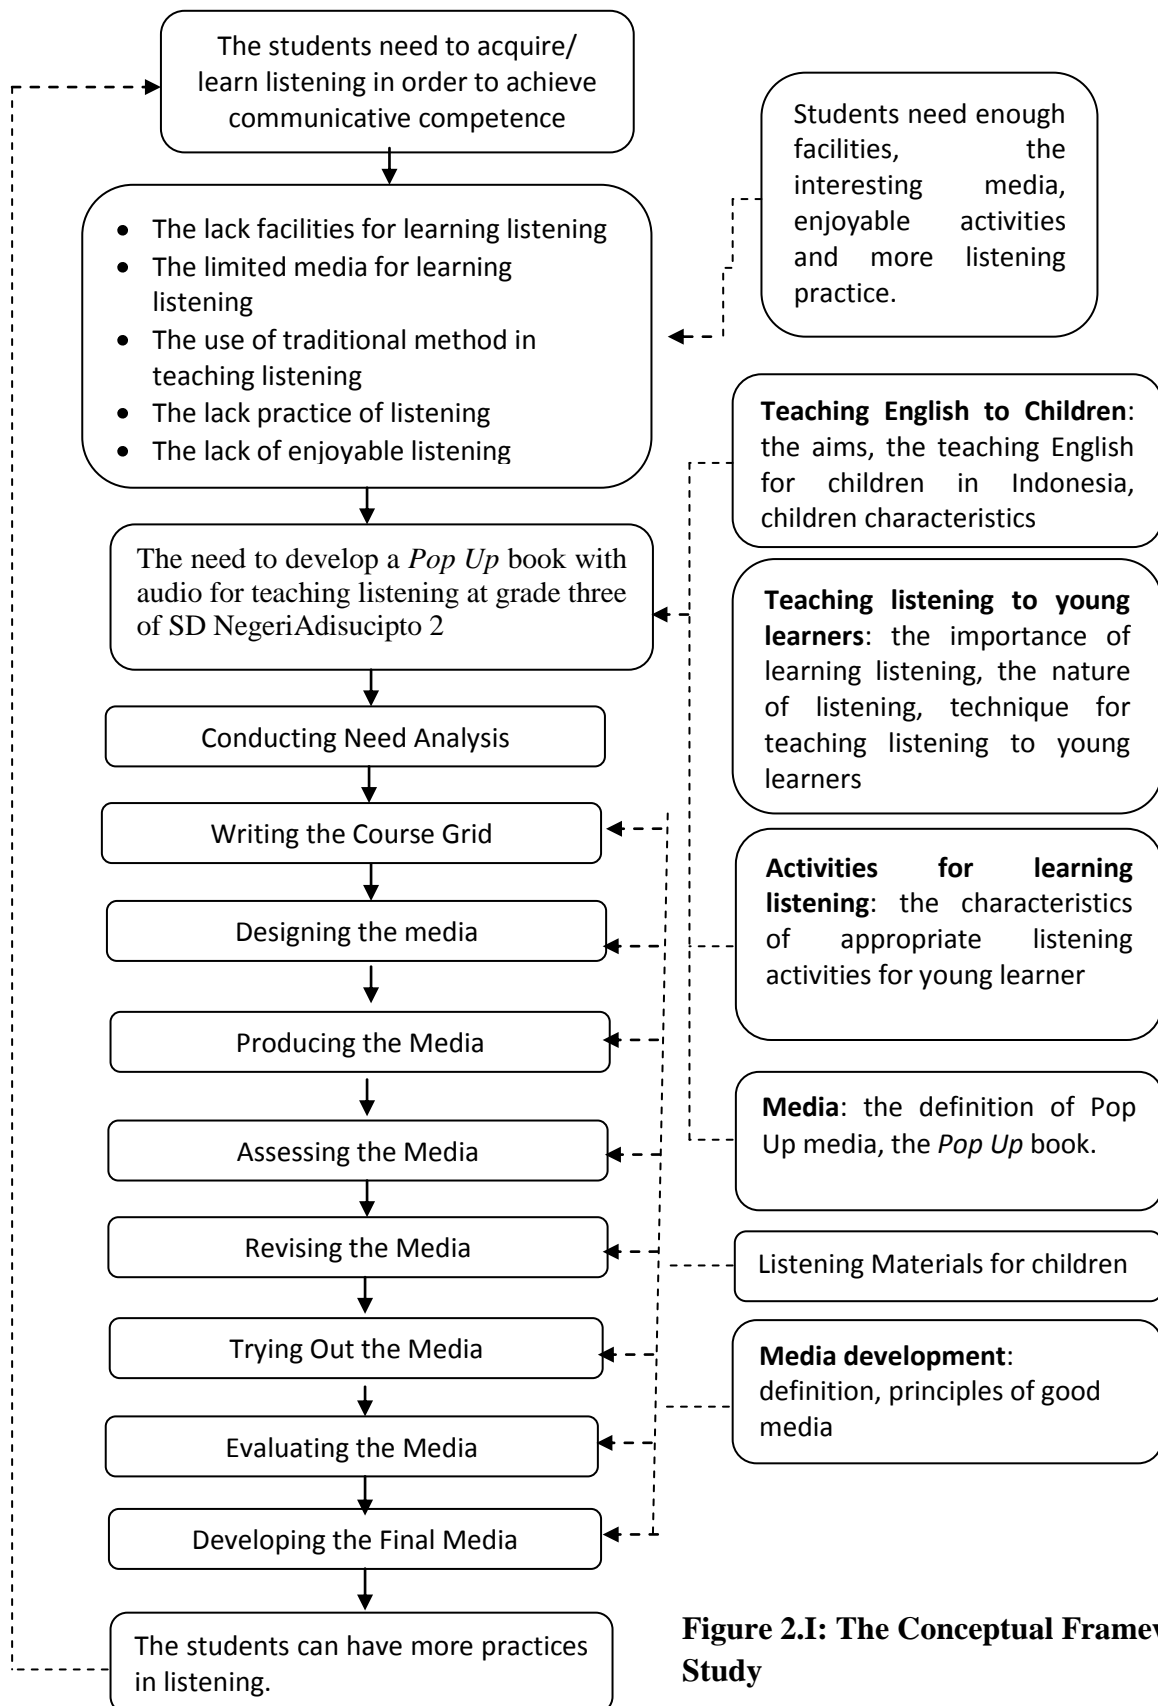 The students need to acquire/
learn listening in order to achieve
communicative competence
Students need enough
facilities, the
interesting media,
enjoyable activities
and more listening
practice.
• The lack facilities for learning listening
• The limited media for learning
listening
• The use of traditional method in
teaching listening
• The lack practice of listening
• The lack of enjoyable listening
Teaching English to Children:
the aims, the teaching English
for children in Indonesia,
children characteristics
The need to develop a Pop Up book with
audio for teaching listening at grade three
of SD NegeriAdisucipto 2
Teaching listening to young
learners: the importance of
learning listening, the nature
of listening, technique for
teaching listening to young
learners
Conducting Need Analysis
Writing the Course Grid
Activities for learning
listening: the characteristics
of appropriate listening
activities for young learner
Designing the media
Producing the Media
Media: the definition of Pop
Up media, the Pop Up book.
Assessing the Media
Revising the Media
Listening Materials for children
Trying Out the Media
Media development:
definition, principles of good
media
Evaluating the Media
Developing the Final Media
The students can have more practices
in listening.
Figure 2.I: The Conceptual
Study